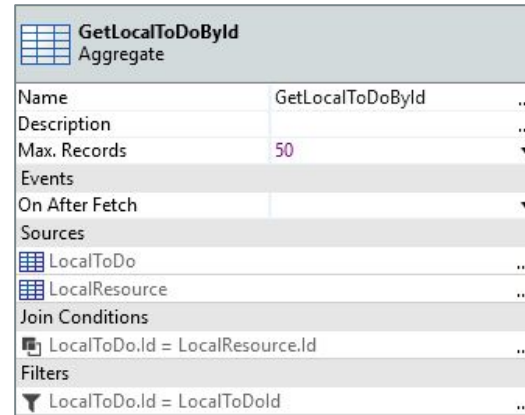 GetLocalToDoById
Aggregate
Name GetLocalToDoById ...
Description ...
Max. Records 50
Events
On After Fetch
Sources
LocalToDo ...
LocalResource ...
Join Conditions
LocalToDo.Id = LocalResource.Id ...
Filters
LocalToDo.Id = LocalToDoId ...